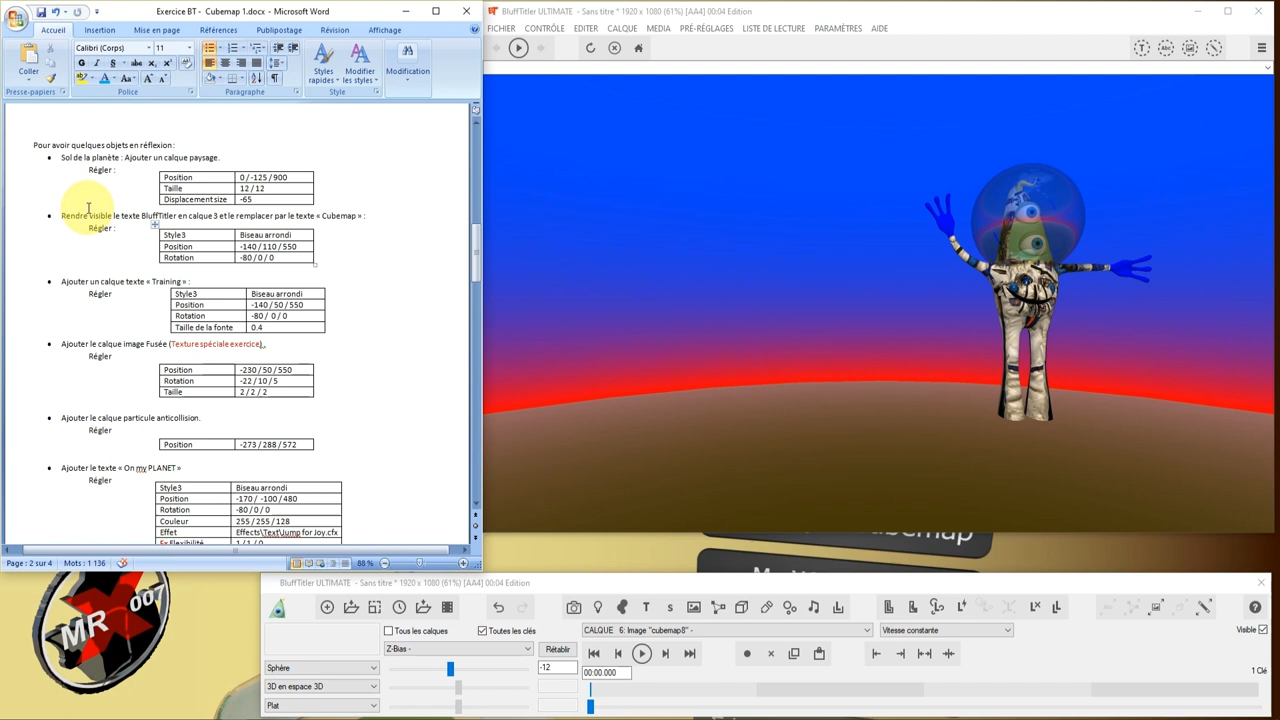 Exercice BT - Cubemap 1.docx - Microsoft Word
Accueil Insertion Mise en page Références Publipostage Révision Affichage
Calibri (Corps) 11
Coller
Styles rapides
Modifier les styles
Modification
Presse-papiers Police Paragraphe Style
Pour avoir quelques objets en réflexion :
Sol de la planète : Ajouter un calque paysage.
Régler :
Position 0 / -125 / 900
Taille 12 / 12
Displacement size -65
Rendre visible le texte BluffTitler en calque 3 et le remplacer par le texte « Cubemap » :
Régler :
Style3 Biseau arrondi
Position -140 / 110 / 550
Rotation -80 / 0 / 0
Ajouter un calque texte « Training » :
Régler
Style3 Biseau arrondi
Position -140 / 50 / 550
Rotation -80 / 0 / 0
Taille de la fonte 0.4
Ajouter le calque image Fusée (Texture spéciale exercice).
Régler
Position -230 / 50 / 550
Rotation -22 / 10 / 5
Taille 2 / 2 / 2
Ajouter le calque particule anticollision.
Régler
Position -273 / 288 / 572
Ajouter le texte « On my PLANET »
Régler
Style3 Biseau arrondi
Position -170 / -100 / 480
Rotation -80 / 0 / 0
Couleur 255 / 255 / 128
Effet Effects\Text\Jump for Joy.cfx
Fx Flexibilité 1 / 1 / 0
Page : 2 sur 4 Mots : 1 136 88 %
BluffTitler ULTIMATE - Sans titre * 1920 x 1080 (61%) [AA4] 00:04 Edition
FICHIER CONTRÔLE EDITER CALQUE MEDIA PRÉ-RÉGLAGES LISTE DE LECTURE PARAMÈTRES AIDE
MR 007
BluffTitler ULTIMATE - Sans titre * 1920 x 1080 (61%) [AA4] 00:04 Edition
Tous les calques Toutes les clés CALQUE 6: Image "cubemap8" - Vitesse constante Visible
Z-Bias - Rétablir
Sphère -12 00:00.000 1 Clé
3D en espace 3D
Plat